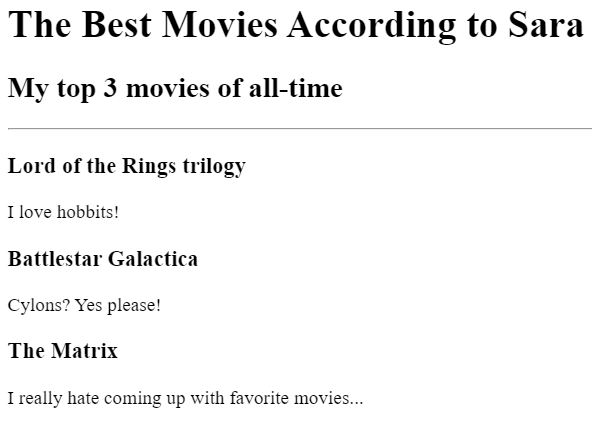 The Best Movies According to Sara
My top 3 movies of all-time
Lord of the Rings trilogy
I love hobbits!
Battlestar Galactica
Cylons? Yes please!
The Matrix
I really hate coming up with favorite movies...